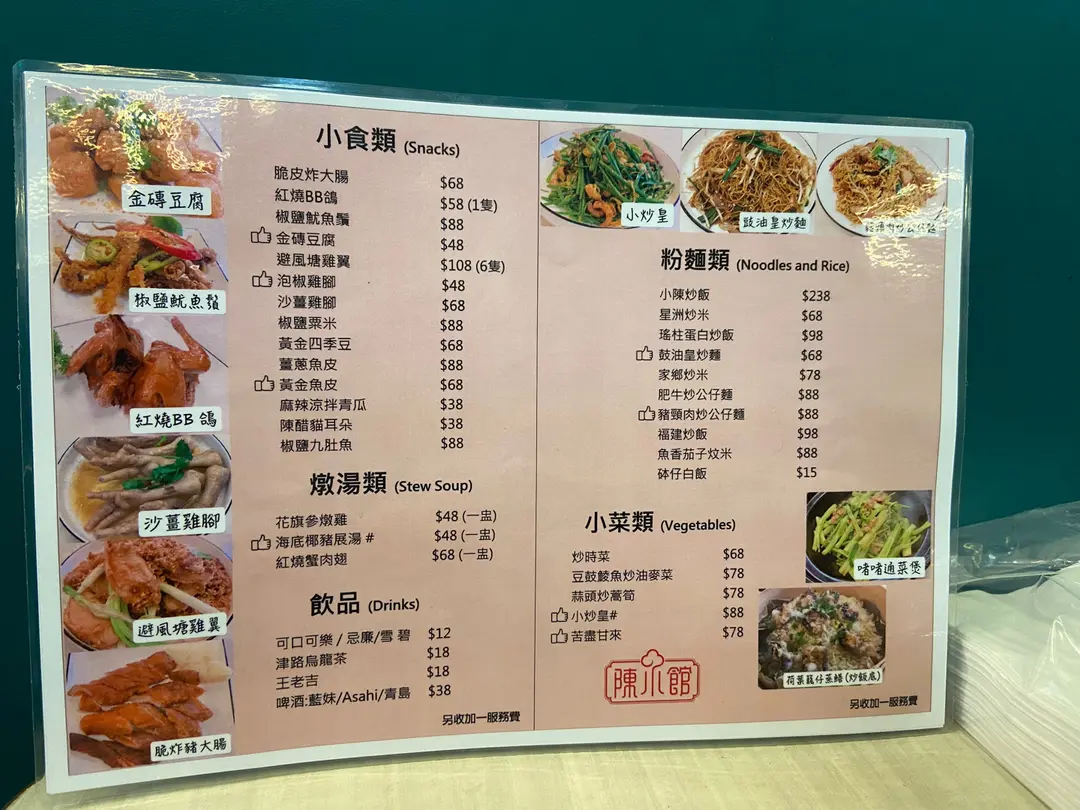 金磚豆腐
椒鹽魷魚鬚
紅燒BB鴿
沙薑雞腳
避風塘雞翼
脆炸豬大腸
小食類 (Snacks)
脆皮炸大腸 $68
紅燒BB鴿 $58 (1隻)
椒鹽魷魚鬚 $88
金磚豆腐 $48
避風塘雞翼 $108 (6隻)
泡椒雞腳 $48
沙薑雞腳 $68
椒鹽粟米 $88
黃金四季豆 $68
薑蔥魚皮 $88
黃金魚皮 $68
麻辣涼拌青瓜 $38
陳醋貓耳朵 $38
椒鹽九肚魚 $88
燉湯類 (Stew Soup)
花旗參燉雞 $48 (一盅)
海底椰豬展湯 # $48 (一盅)
紅燒蟹肉翅 $68 (一盅)
飲品 (Drinks)
可口可樂 / 忌廉/雪 碧 $12
津路烏龍茶 $18
王老吉 $18
啤酒:藍妹/Asahi/青島 $38
另收加一服務費
小炒皇
豉油皇炒麵
粉麵類 (Noodles and Rice)
小陳炒飯 $238
星洲炒米 $68
瑤柱蛋白炒飯 $98
鼓油皇炒麵 $68
家鄉炒米 $78
肥牛炒公仔麵 $88
豬頸肉炒公仔麵 $88
福建炒飯 $98
魚香茄子炆米 $88
砵仔白飯 $15
小菜類 (Vegetables)
炒時菜 $68
豆鼓鯪魚炒油麥菜 $78
蒜頭炒蒿筍 $78
小炒皇# $88
苦盡甘來 $78
啫啫通菜煲
荷葉籠仔蒸鱔(炒飯底)
陳小館
另收加一服務費